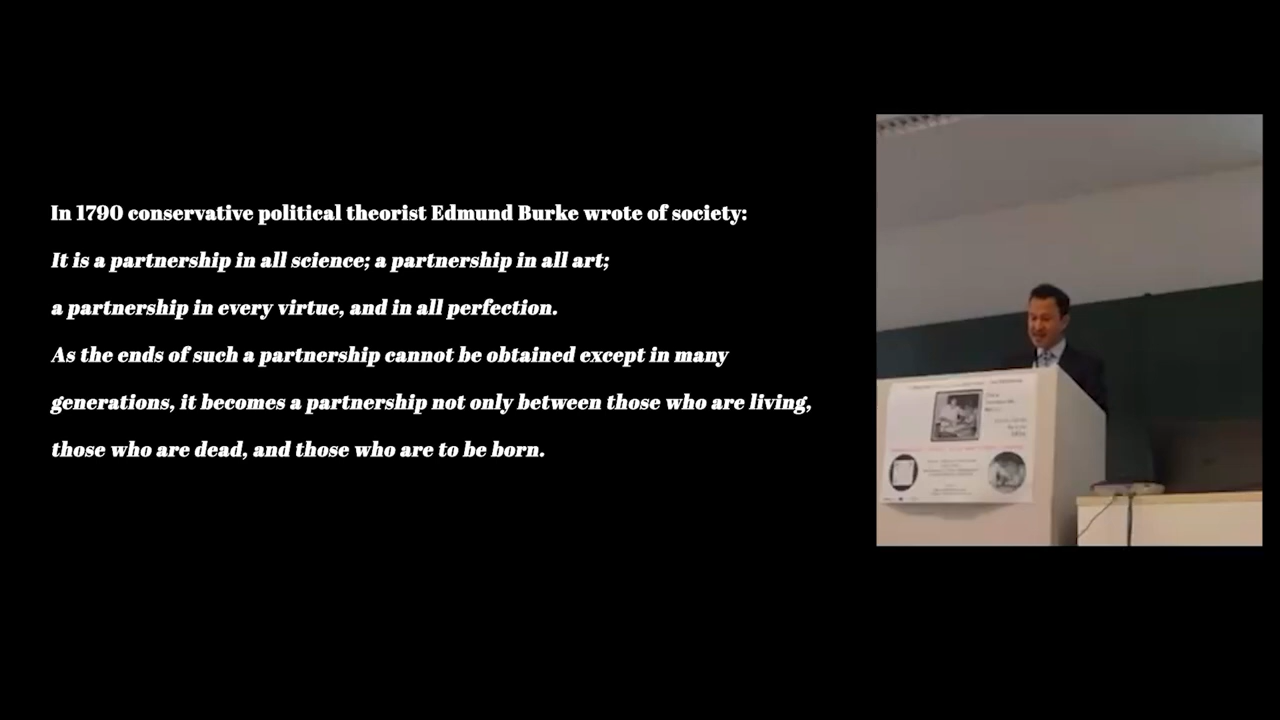 In 1790 conservative political theorist Edmund Burke wrote of society:
It is a partnership in all science; a partnership in all art;
a partnership in every virtue, and in all perfection.
As the ends of such a partnership cannot be obtained except in many
generations, it becomes a partnership not only between those who are living,
those who are dead, and those who are to be born.